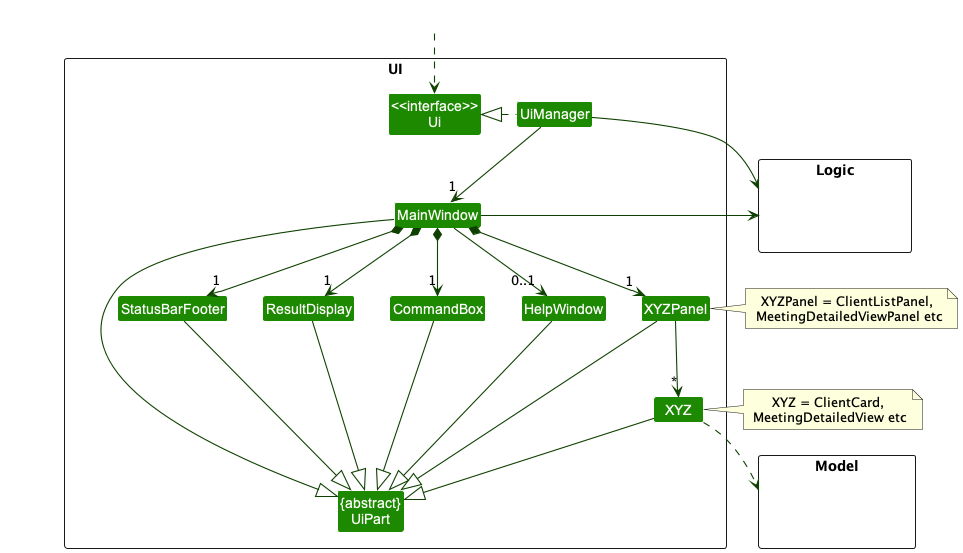 UI
<<interface>>
Ui
UiManager
Logic
1
MainWindow
1
1
1
0..1
1
StatusBarFooter
ResultDisplay
CommandBox
HelpWindow
XYZPanel
XYZPanel = ClientListPanel,
MeetingDetailedViewPanel etc
*
XYZ
XYZ = ClientCard,
MeetingDetailedView etc
Model
{abstract}
UiPart